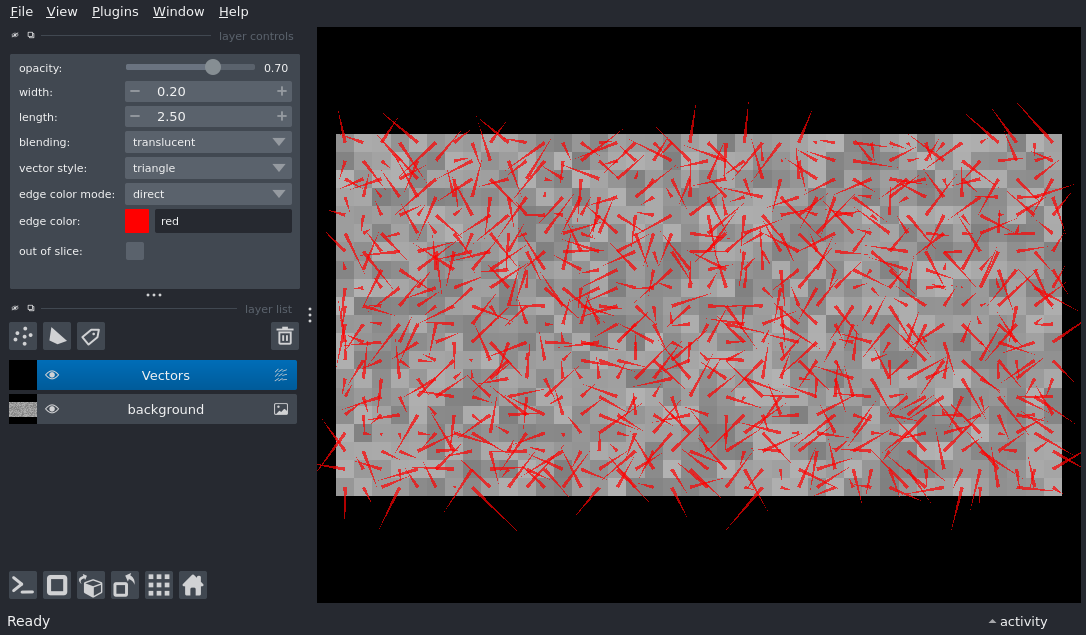 File View Plugins Window Help
layer controls
opacity: 0.70
width: 0.20
length: 2.50
blending: translucent
vector style: triangle
edge color mode: direct
edge color: red
out of slice:
layer list
Vectors
background
Ready activity